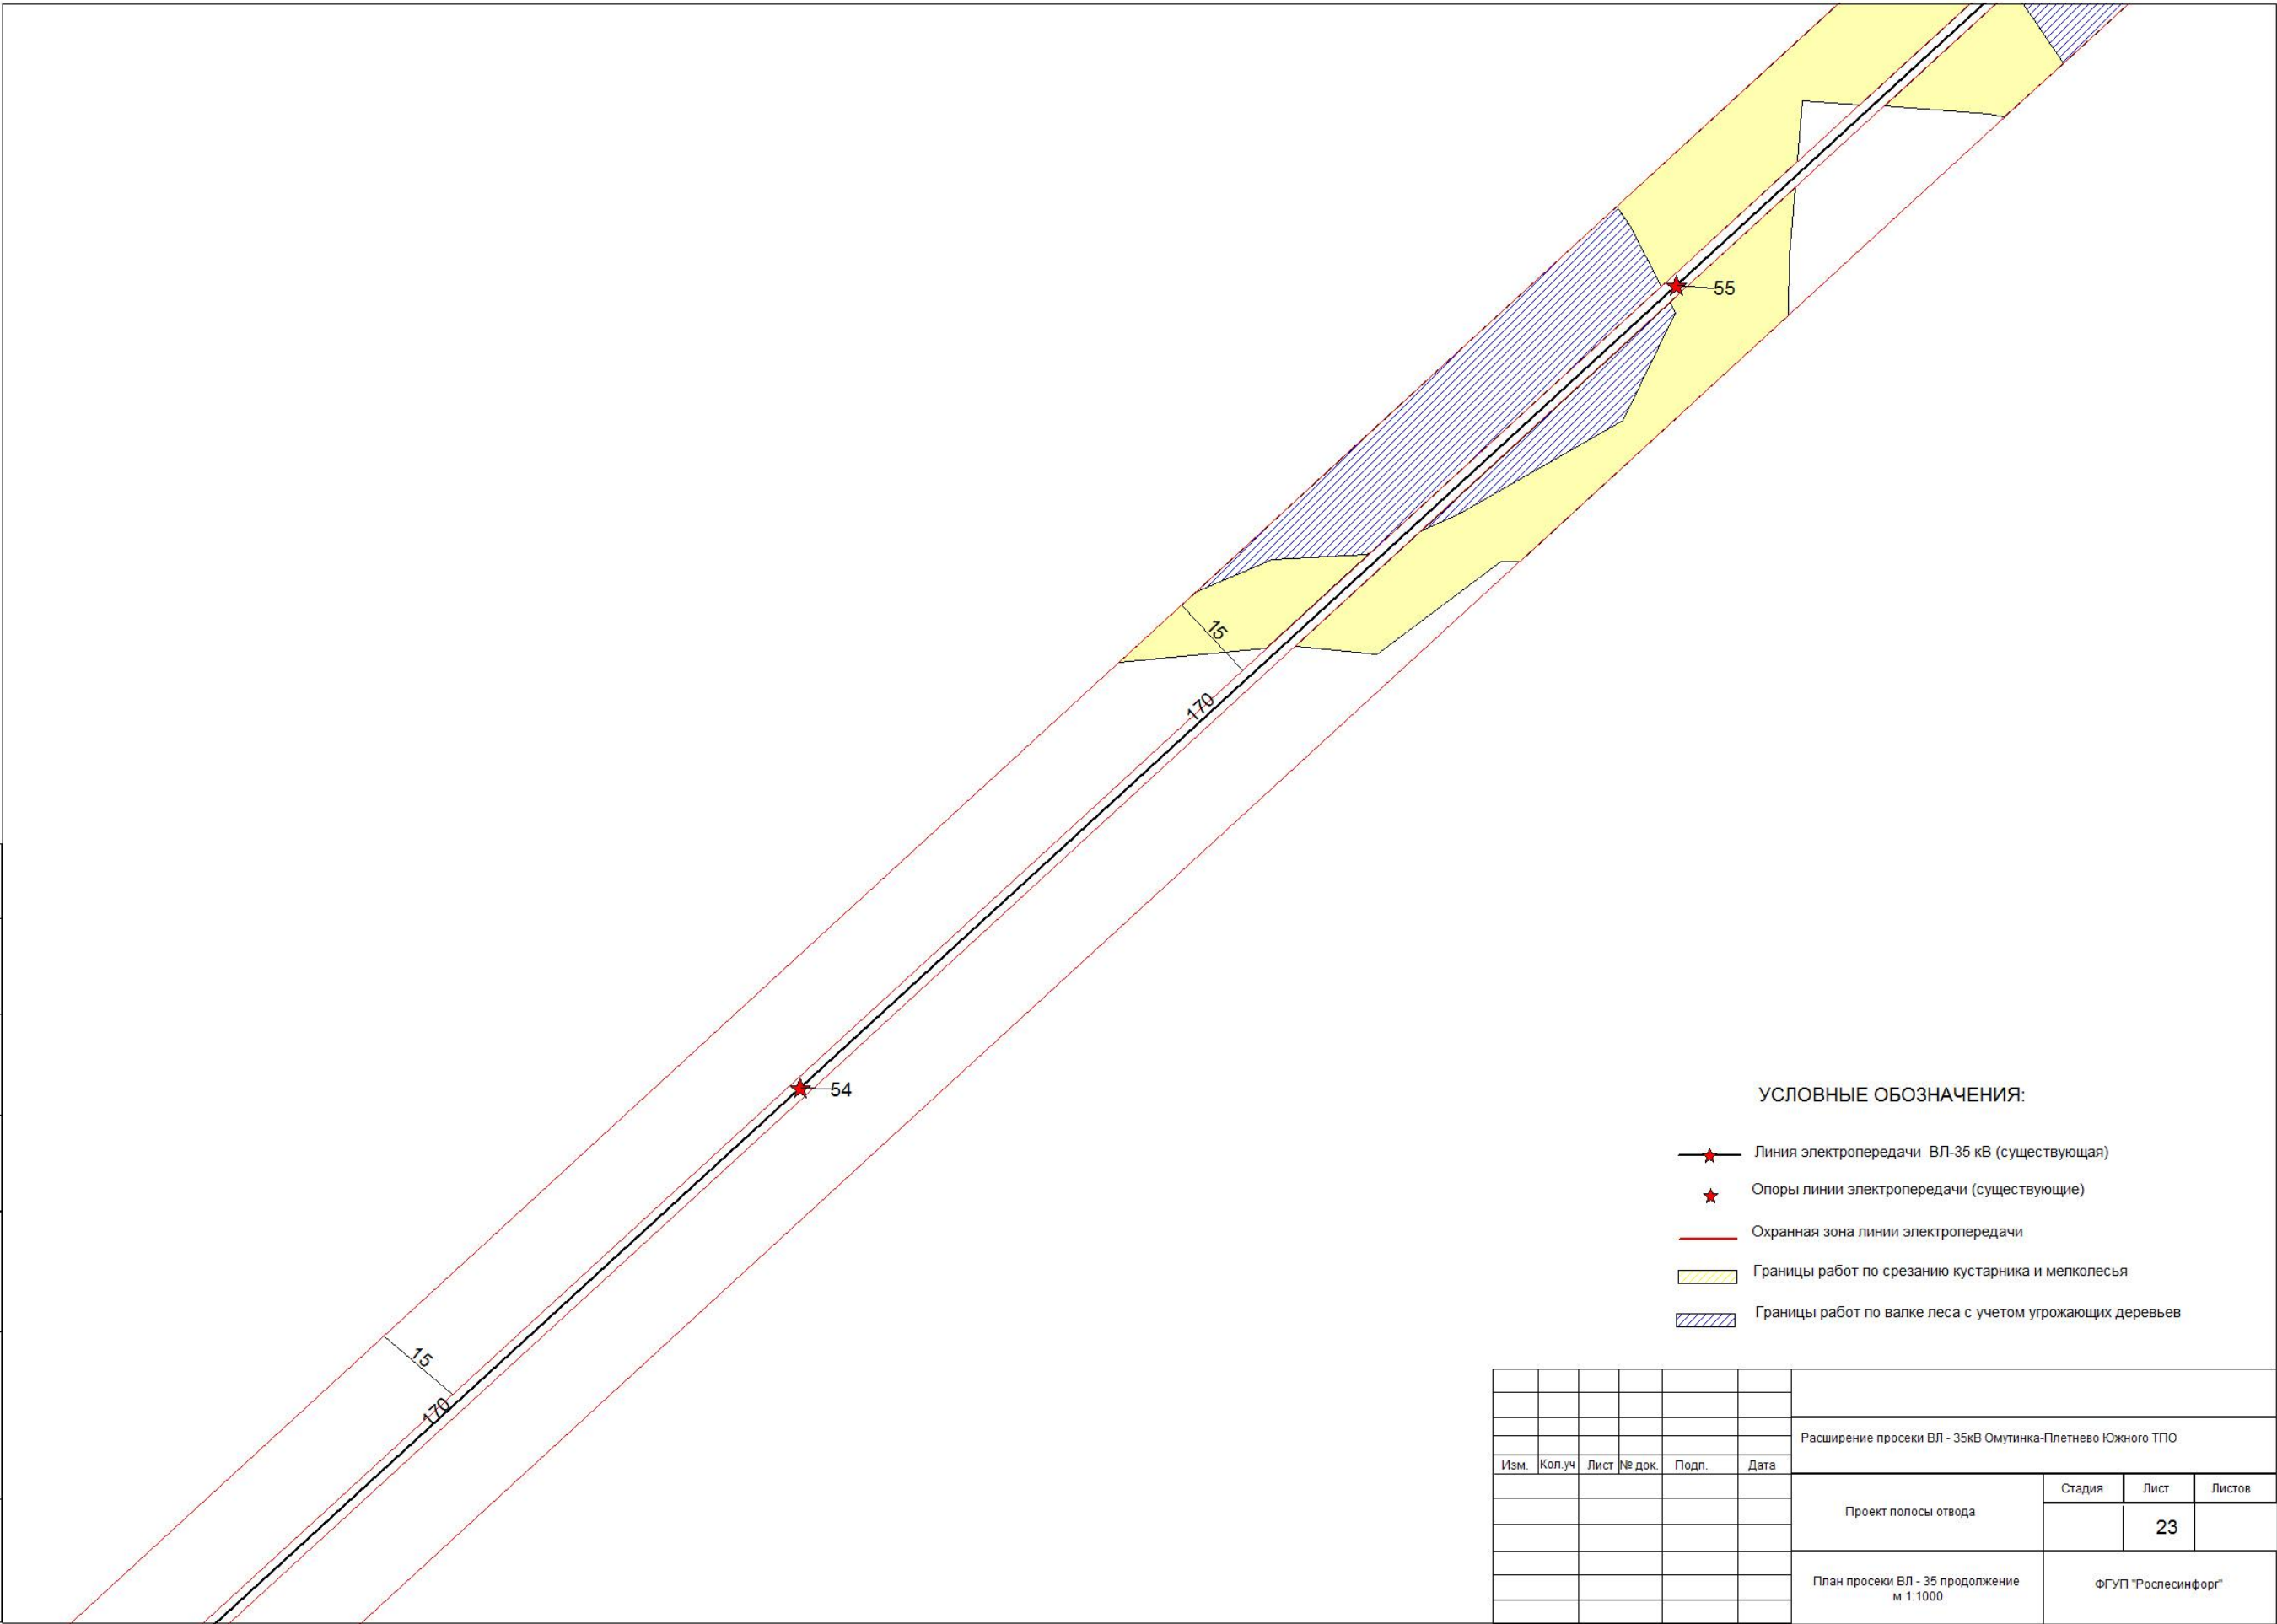 55
15
170
54
15
170
УСЛОВНЫЕ ОБОЗНАЧЕНИЯ:
Линия электропередачи ВЛ-35 кВ (существующая)
Опоры линии электропередачи (существующие)
Охранная зона линии электропередачи
Границы работ по срезанию кустарника и мелколесья
Границы работ по валке леса с учетом угрожающих деревьев
Расширение просеки ВЛ - 35кВ Омутинка-Плетнево Южного ТПО
Изм. Кол.уч Лист № док. Подп. Дата
Стадия Лист Листов
Проект полосы отвода
23
План просеки ВЛ - 35 продолжение
м 1:1000
ФГУП "Рослесинфорг"